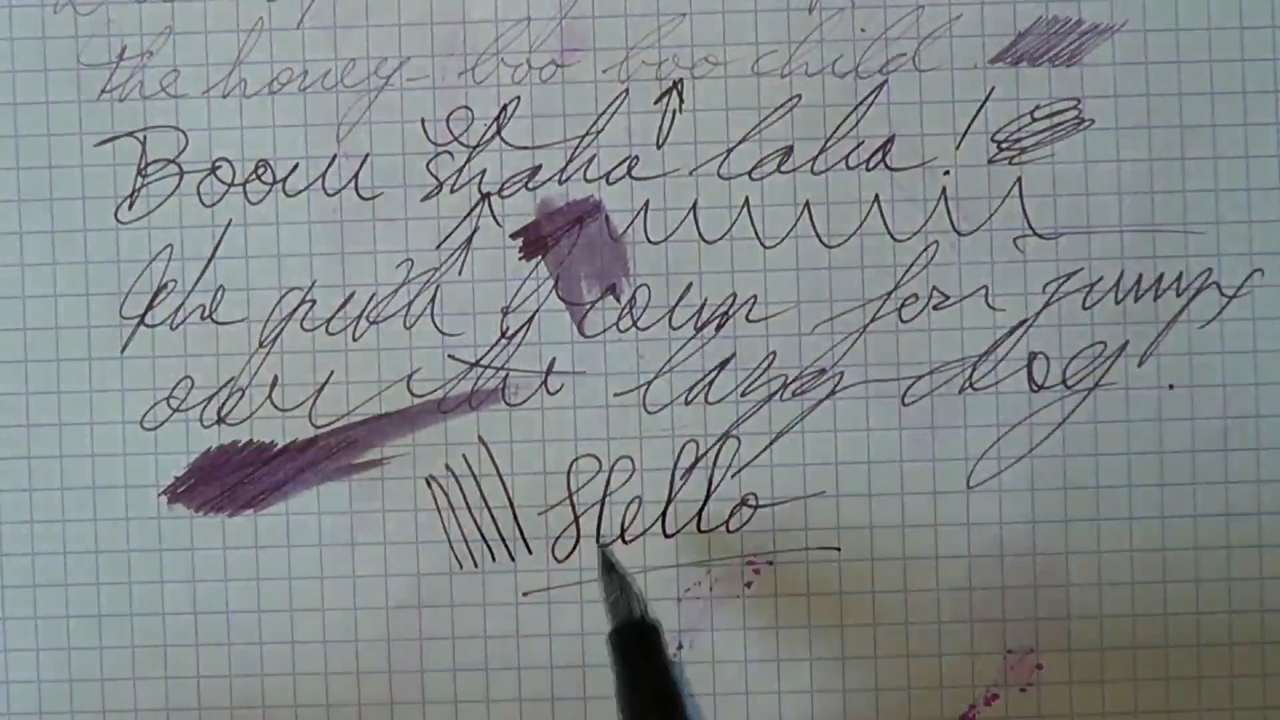 the honey-boo boo child.
Boom shaka laka!
the quick brown fox jumps
over the lazy dog!
Hello